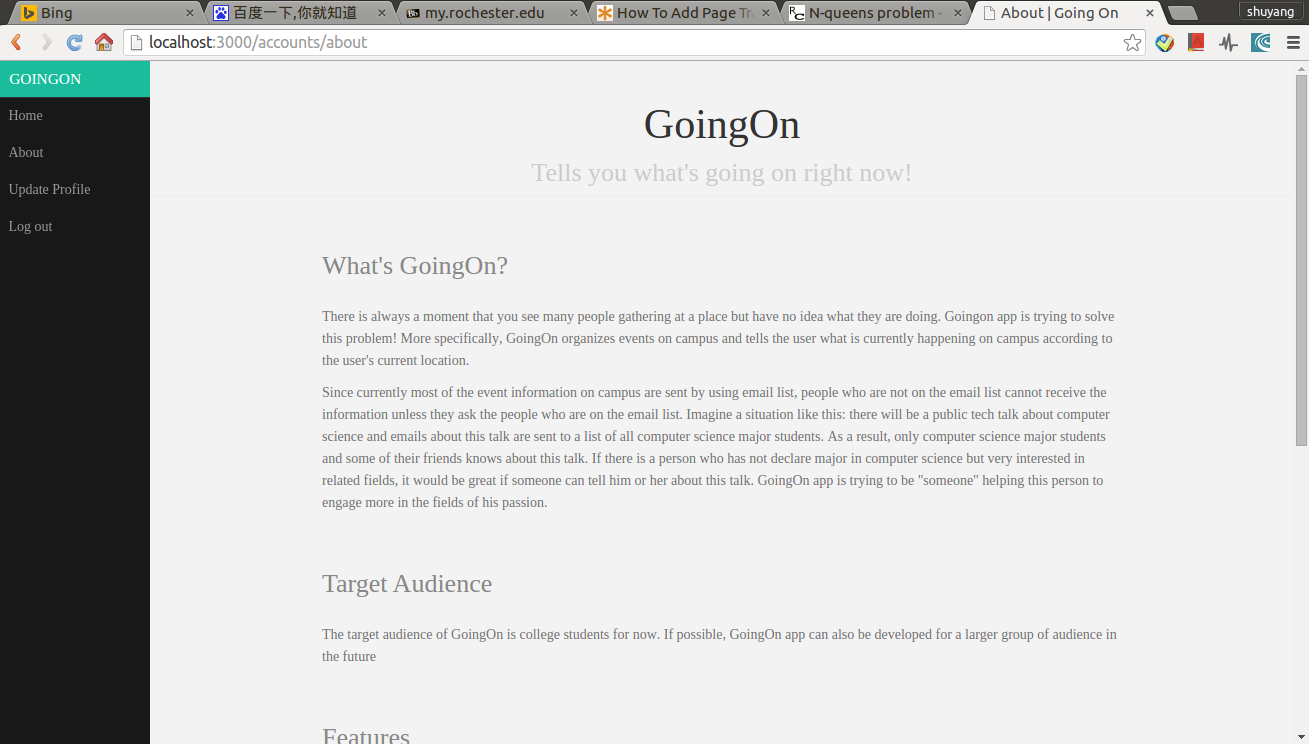 Bing
百度一下,你就知道
my.rochester.edu
How To Add Page Tra
N-queens problem -
About | Going On
shuyang
localhost:3000/accounts/about
GOINGON
Home
About
Update Profile
Log out
GoingOn
Tells you what's going on right now!
What's GoingOn?
There is always a moment that you see many people gathering at a place but have no idea what they are doing. Goingon app is trying to solve
this problem! More specifically, GoingOn organizes events on campus and tells the user what is currently happening on campus according to
the user's current location.
Since currently most of the event information on campus are sent by using email list, people who are not on the email list cannot receive the
information unless they ask the people who are on the email list. Imagine a situation like this: there will be a public tech talk about computer
science and emails about this talk are sent to a list of all computer science major students. As a result, only computer science major students
and some of their friends knows about this talk. If there is a person who has not declare major in computer science but very interested in
related fields, it would be great if someone can tell him or her about this talk. GoingOn app is trying to be "someone" helping this person to
engage more in the fields of his passion.
Target Audience
The target audience of GoingOn is college students for now. If possible, GoingOn app can also be developed for a larger group of audience in
the future
Features